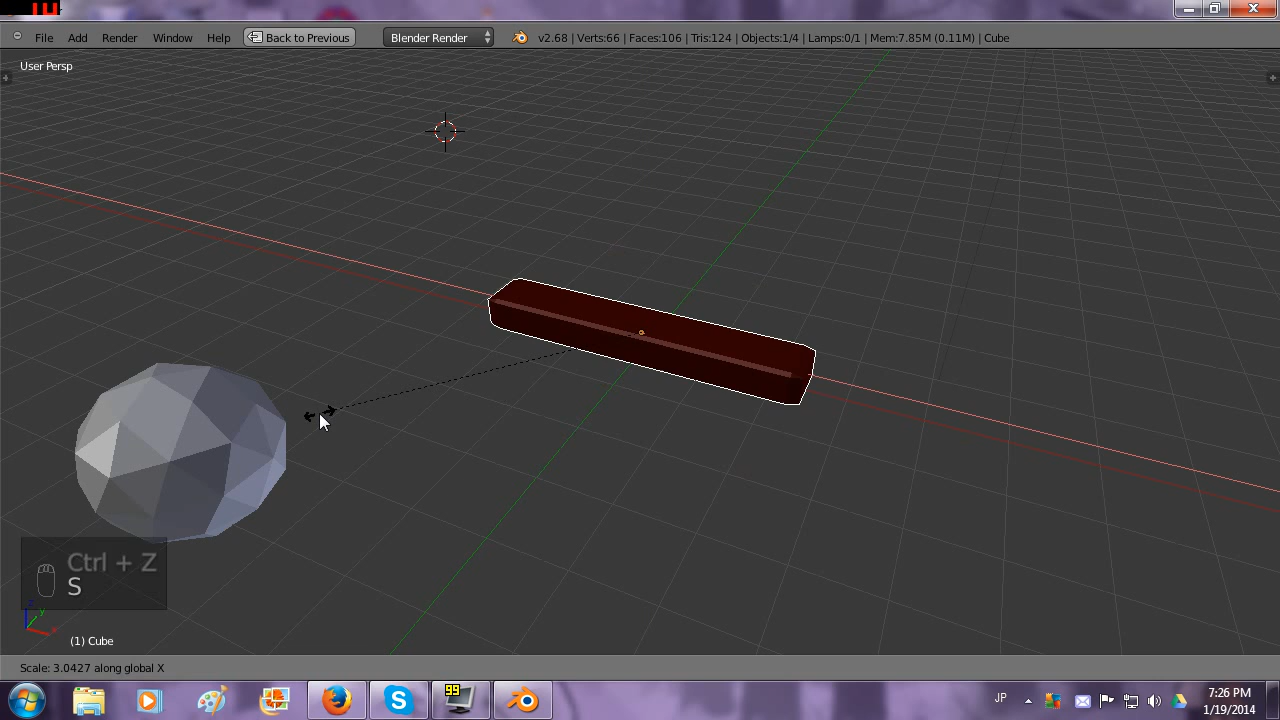 File Add Render Window Help Back to Previous Blender Render v2.68 | Verts:66 | Faces:106 | Tris:124 | Objects:1/4 | Lamps:0/1 | Mem:7.85M (0.11M) | Cube
User Persp
Ctrl + Z
S
z
y
x
(1) Cube
Scale: 3.0427 along global X
99
JP
7:26 PM
1/19/2014